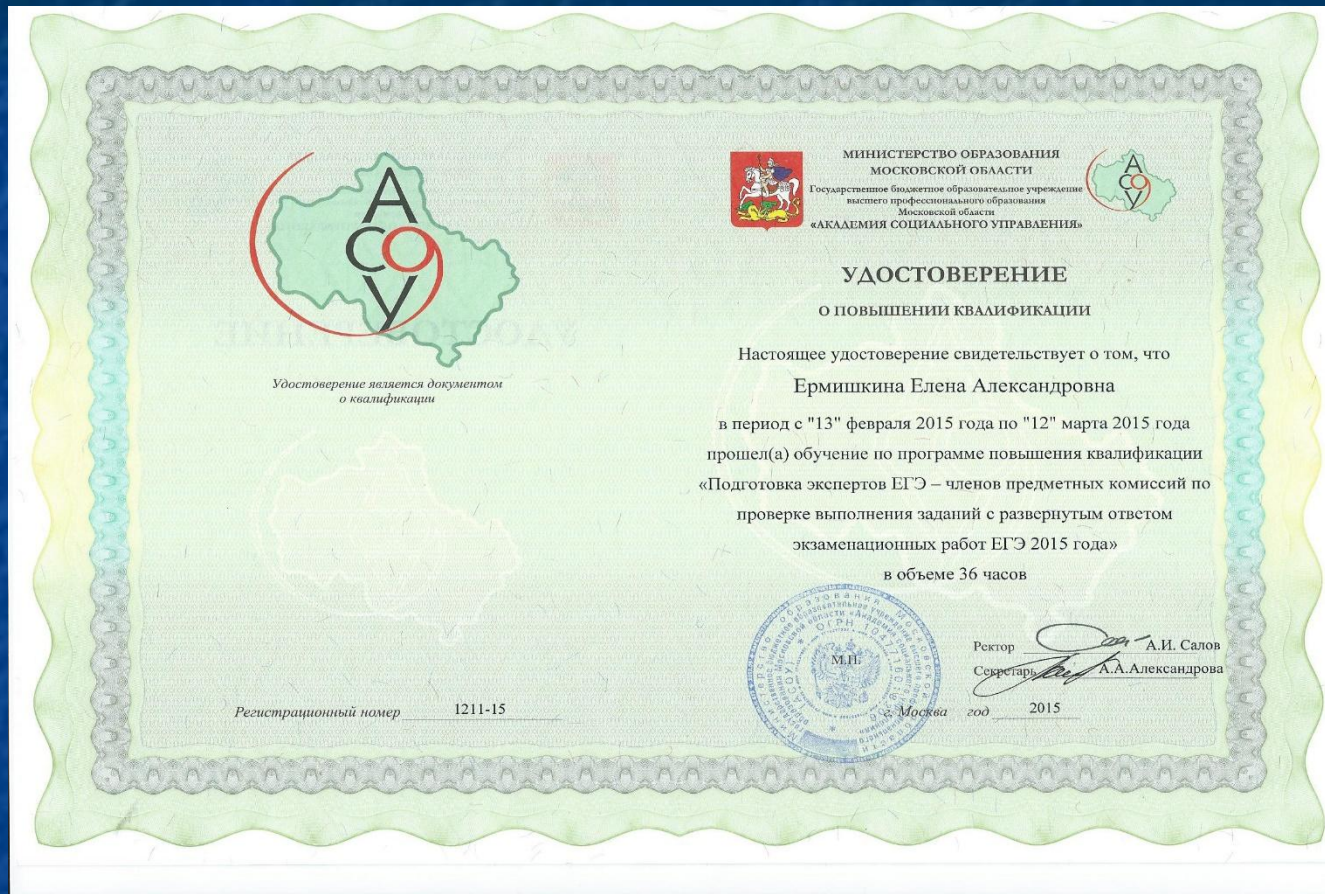 АСОУ
Удостоверение является документом
о квалификации
Регистрационный номер 1211-15
МИНИСТЕРСТВО ОБРАЗОВАНИЯ
МОСКОВСКОЙ ОБЛАСТИ
Государственное бюджетное образовательное учреждение
высшего профессионального образования
Московской области
«АКАДЕМИЯ СОЦИАЛЬНОГО УПРАВЛЕНИЯ»
АСОУ
УДОСТОВЕРЕНИЕ
О ПОВЫШЕНИИ КВАЛИФИКАЦИИ
Настоящее удостоверение свидетельствует о том, что
Ермишкина Елена Александровна
в период с "13" февраля 2015 года по "12" марта 2015 года
прошел(а) обучение по программе повышения квалификации
«Подготовка экспертов ЕГЭ – членов предметных комиссий по
проверке выполнения заданий с развернутым ответом
экзаменационных работ ЕГЭ 2015 года»
в объеме 36 часов
М.П.
Ректор А.И. Салов
Секретарь А.А.Александрова
г. Москва год 2015